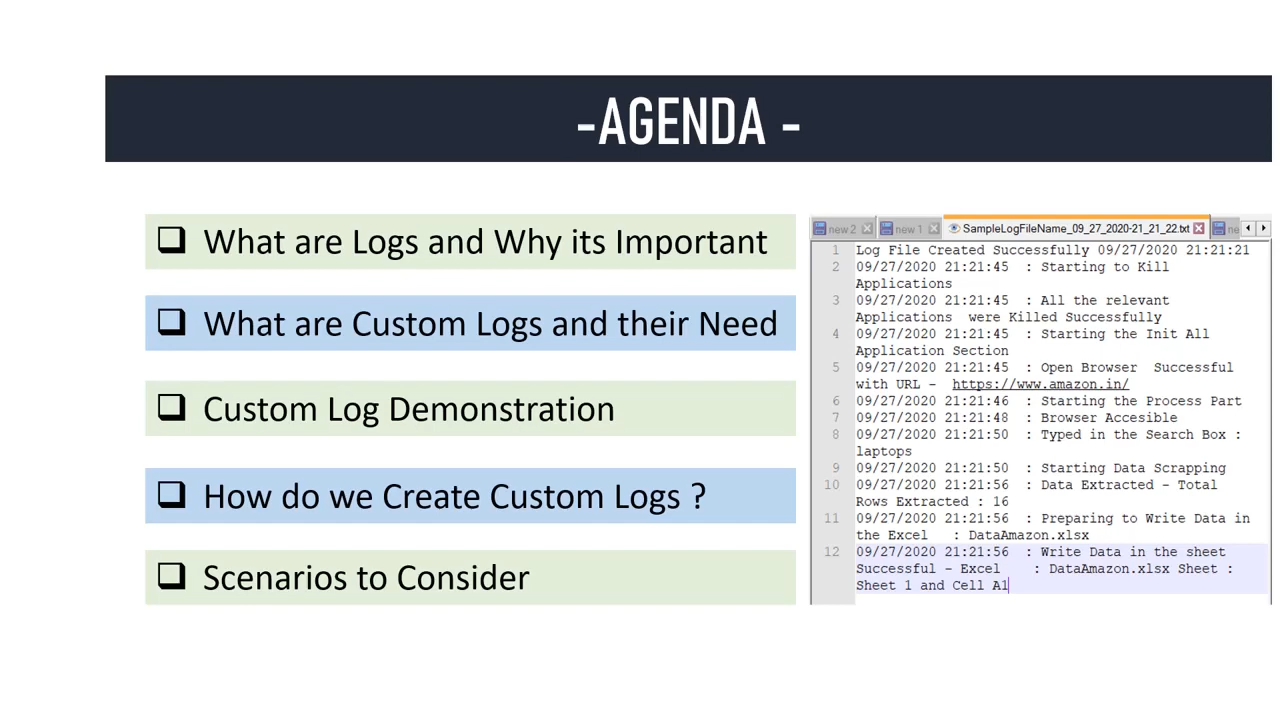 -AGENDA -
What are Logs and Why its Important
What are Custom Logs and their Need
Custom Log Demonstration
How do we Create Custom Logs ?
Scenarios to Consider
new 2 new 1 SampleLogFileName_09_27_2020-21_21_22.txt ne
1 Log File Created Successfully 09/27/2020 21:21:21
2 09/27/2020 21:21:45 : Starting to Kill
Applications
3 09/27/2020 21:21:45 : All the relevant
Applications were Killed Successfully
4 09/27/2020 21:21:45 : Starting the Init All
Application Section
5 09/27/2020 21:21:45 : Open Browser Successful
with URL - https://www.amazon.in/
6 09/27/2020 21:21:46 : Starting the Process Part
7 09/27/2020 21:21:48 : Browser Accesible
8 09/27/2020 21:21:50 : Typed in the Search Box :
laptops
9 09/27/2020 21:21:50 : Starting Data Scrapping
10 09/27/2020 21:21:56 : Data Extracted - Total
Rows Extracted : 16
11 09/27/2020 21:21:56 : Preparing to Write Data in
the Excel : DataAmazon.xlsx
12 09/27/2020 21:21:56 : Write Data in the sheet
Successful - Excel : DataAmazon.xlsx Sheet :
Sheet 1 and Cell A1